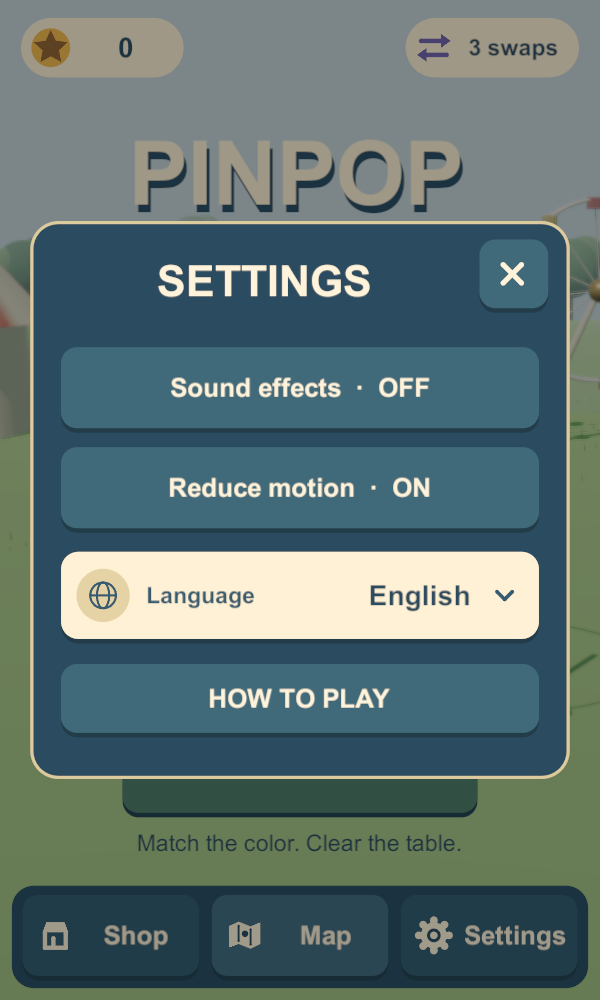 0
3 swaps
PINPOP
SETTINGS
Sound effects · OFF
Reduce motion · ON
Language English
HOW TO PLAY
Match the color. Clear the table.
Shop Map Settings